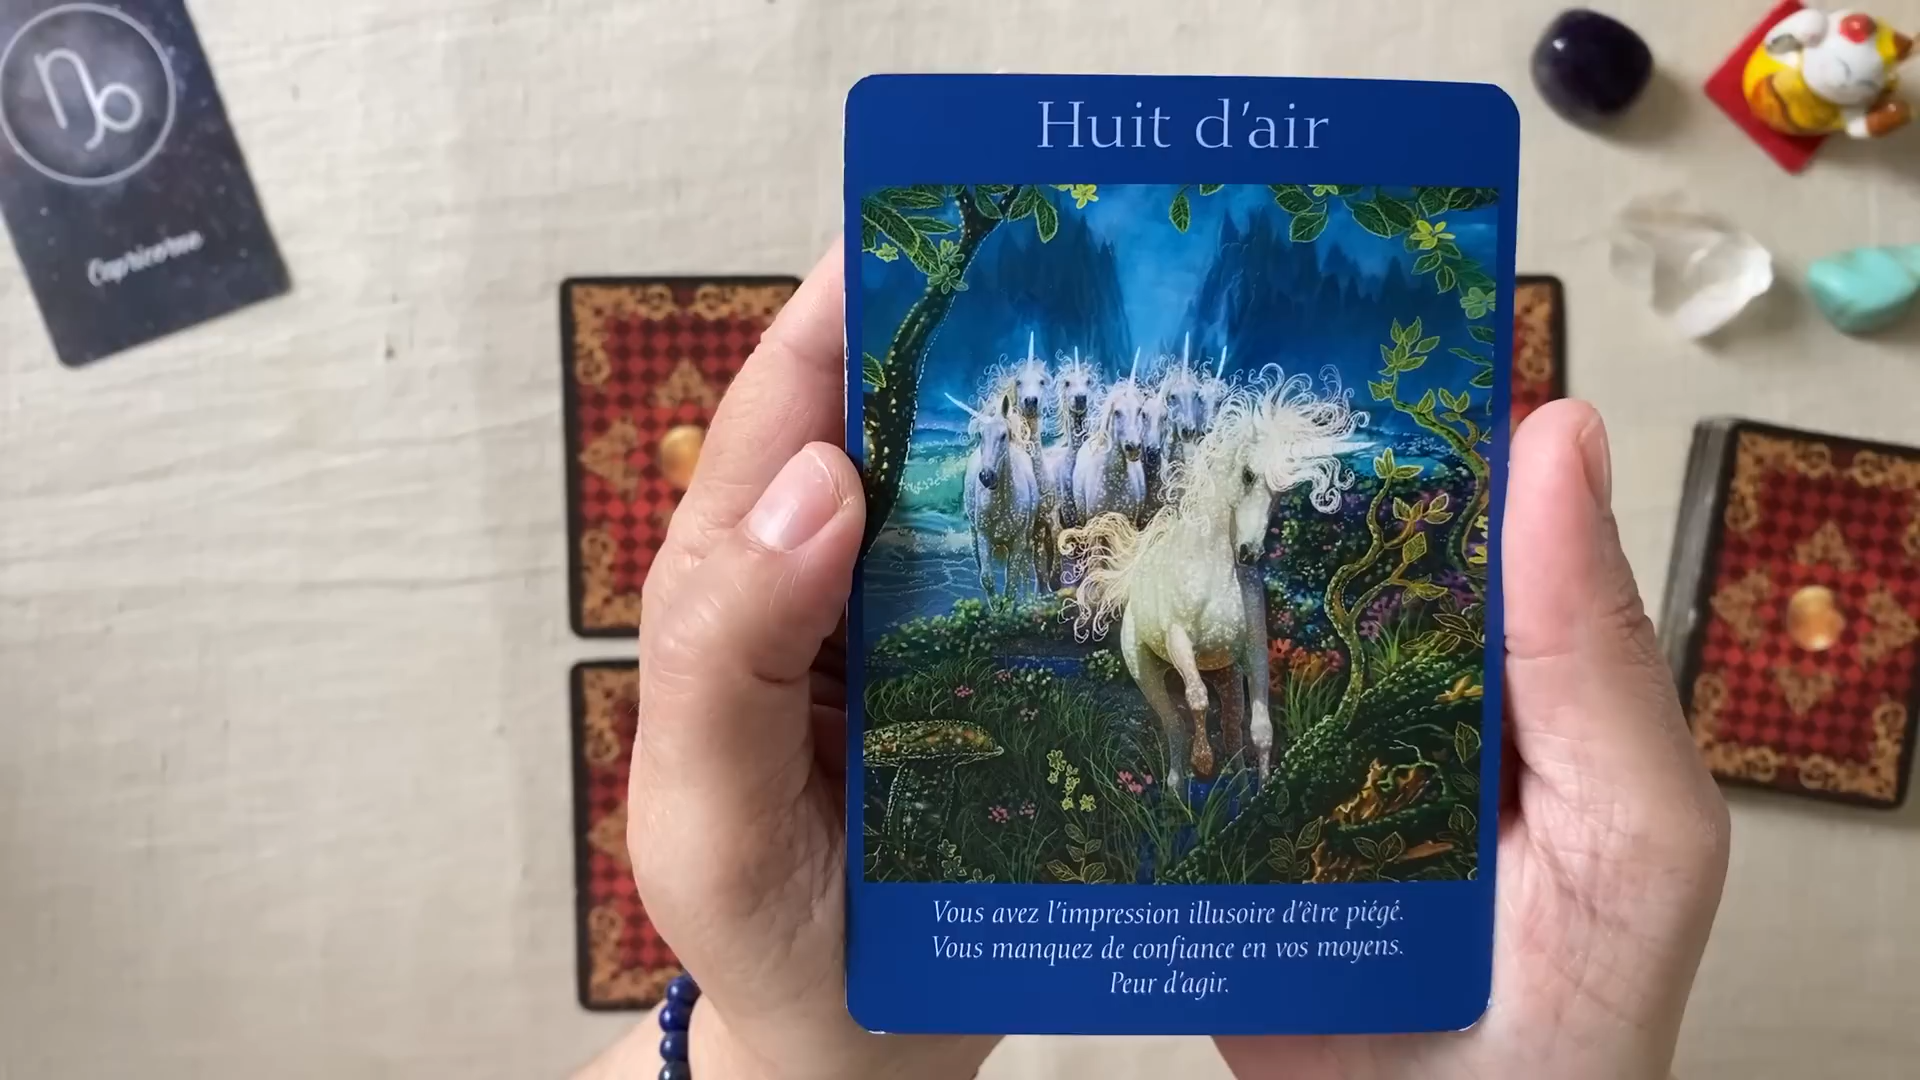 Capricorne
Huit d'air
Vous avez l'impression illusoire d'être piégé.
Vous manquez de confiance en vos moyens.
Peur d'agir.